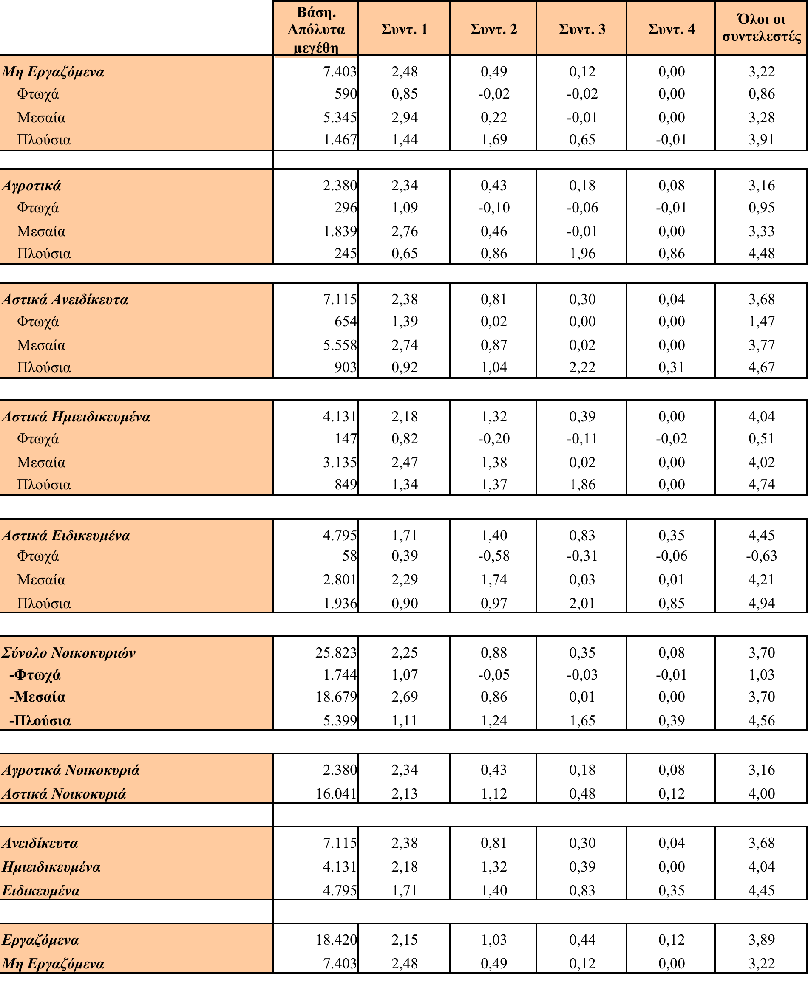 Βάση. Απόλυτα μεγέθη Συντ. 1 Συντ. 2 Συντ. 3 Συντ. 4 Όλοι οι συντελεστές
Μη Εργαζόμενα 7.403 2,48 0,49 0,12 0,00 3,22
Φτωχά 590 0,85 -0,02 -0,02 0,00 0,86
Μεσαία 5.345 2,94 0,22 -0,01 0,00 3,28
Πλούσια 1.467 1,44 1,69 0,65 -0,01 3,91
Αγροτικά 2.380 2,34 0,43 0,18 0,08 3,16
Φτωχά 296 1,09 -0,10 -0,06 -0,01 0,95
Μεσαία 1.839 2,76 0,46 -0,01 0,00 3,33
Πλούσια 245 0,65 0,86 1,96 0,86 4,48
Αστικά Ανειδίκευτα 7.115 2,38 0,81 0,30 0,04 3,68
Φτωχά 654 1,39 0,02 0,00 0,00 1,47
Μεσαία 5.558 2,74 0,87 0,02 0,00 3,77
Πλούσια 903 0,92 1,04 2,22 0,31 4,67
Αστικά Ημιειδικευμένα 4.131 2,18 1,32 0,39 0,00 4,04
Φτωχά 147 0,82 -0,20 -0,11 -0,02 0,51
Μεσαία 3.135 2,47 1,38 0,02 0,00 4,02
Πλούσια 849 1,34 1,37 1,86 0,00 4,74
Αστικά Ειδικευμένα 4.795 1,71 1,40 0,83 0,35 4,45
Φτωχά 58 0,39 -0,58 -0,31 -0,06 -0,63
Μεσαία 2.801 2,29 1,74 0,03 0,01 4,21
Πλούσια 1.936 0,90 0,97 2,01 0,85 4,94
Σύνολο Νοικοκυριών 25.823 2,25 0,88 0,35 0,08 3,70
-Φτωχά 1.744 1,07 -0,05 -0,03 -0,01 1,03
-Μεσαία 18.679 2,69 0,86 0,01 0,00 3,70
-Πλούσια 5.399 1,11 1,24 1,65 0,39 4,56
Αγροτικά Νοικοκυριά 2.380 2,34 0,43 0,18 0,08 3,16
Αστικά Νοικοκυριά 16.041 2,13 1,12 0,48 0,12 4,00
Ανειδίκευτα 7.115 2,38 0,81 0,30 0,04 3,68
Ημιειδικευμένα 4.131 2,18 1,32 0,39 0,00 4,04
Ειδικευμένα 4.795 1,71 1,40 0,83 0,35 4,45
Εργαζόμενα 18.420 2,15 1,03 0,44 0,12 3,89
Μη Εργαζόμενα 7.403 2,48 0,49 0,12 0,00 3,22